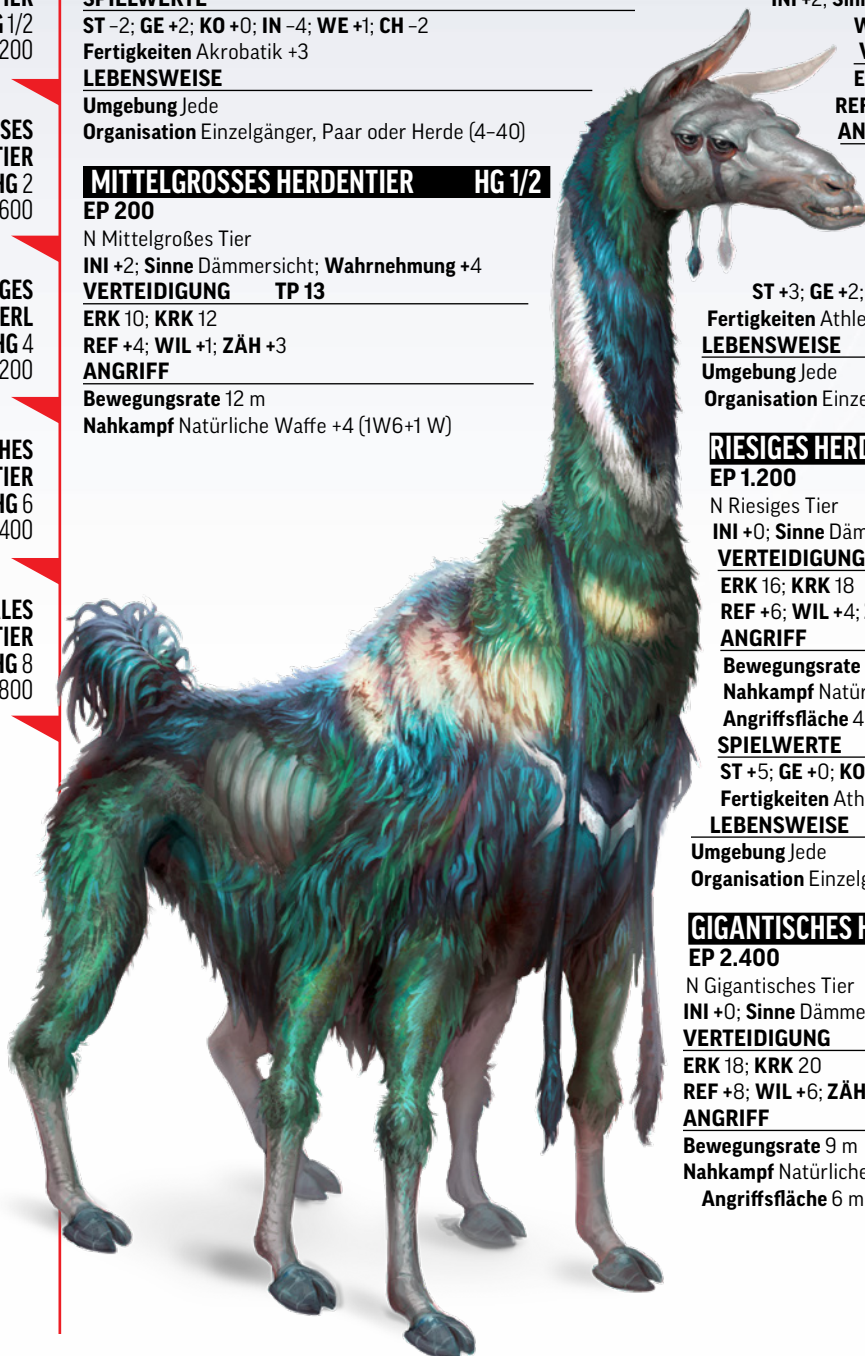 TIER
1/2
200
SES
TIER
HG 2
600
GES
ERL
HG 4
200
HES
TIER
HG 6
400
LES
TIER
HG 8
800
SPIELWERTE
ST –2; GE +2; KO +0; IN –4; WE +1; CH –2
Fertigkeiten Akrobatik +3
LEBENSWEISE
Umgebung Jede
Organisation Einzelgänger, Paar oder Herde (4–40)
MITTELGROSSES HERDENTIER HG 1/2
EP 200
N Mittelgroßes Tier
INI +2; Sinne Dämmersicht; Wahrnehmung +4
VERTEIDIGUNG TP 13
ERK 10; KRK 12
REF +4; WIL +1; ZÄH +3
ANGRIFF
Bewegungsrate 12 m
Nahkampf Natürliche Waffe +4 (1W6+1 W)
INI +2;
E
REF
AN
ST +3; GE +2;
Fertigkeiten Athle
LEBENSWEISE
Umgebung Jede
Organisation Einze
RIESIGES HERD
EP 1.200
N Riesiges Tier
INI +0; Sinne Däm
VERTEIDIGUNG
ERK 16; KRK 18
REF +6; WIL +4;
ANGRIFF
Bewegungsrate
Nahkampf Natür
Angriffsfläche 4
SPIELWERTE
ST +5; GE +0; KO
Fertigkeiten Ath
LEBENSWEISE
Umgebung Jede
Organisation Einzelg
GIGANTISCHES H
EP 2.400
N Gigantisches Tier
INI +0; Sinne Dämme
VERTEIDIGUNG
ERK 18; KRK 20
REF +8; WIL +6; ZÄH
ANGRIFF
Bewegungsrate 9 m
Nahkampf Natürliche
Angriffsfläche 6 m